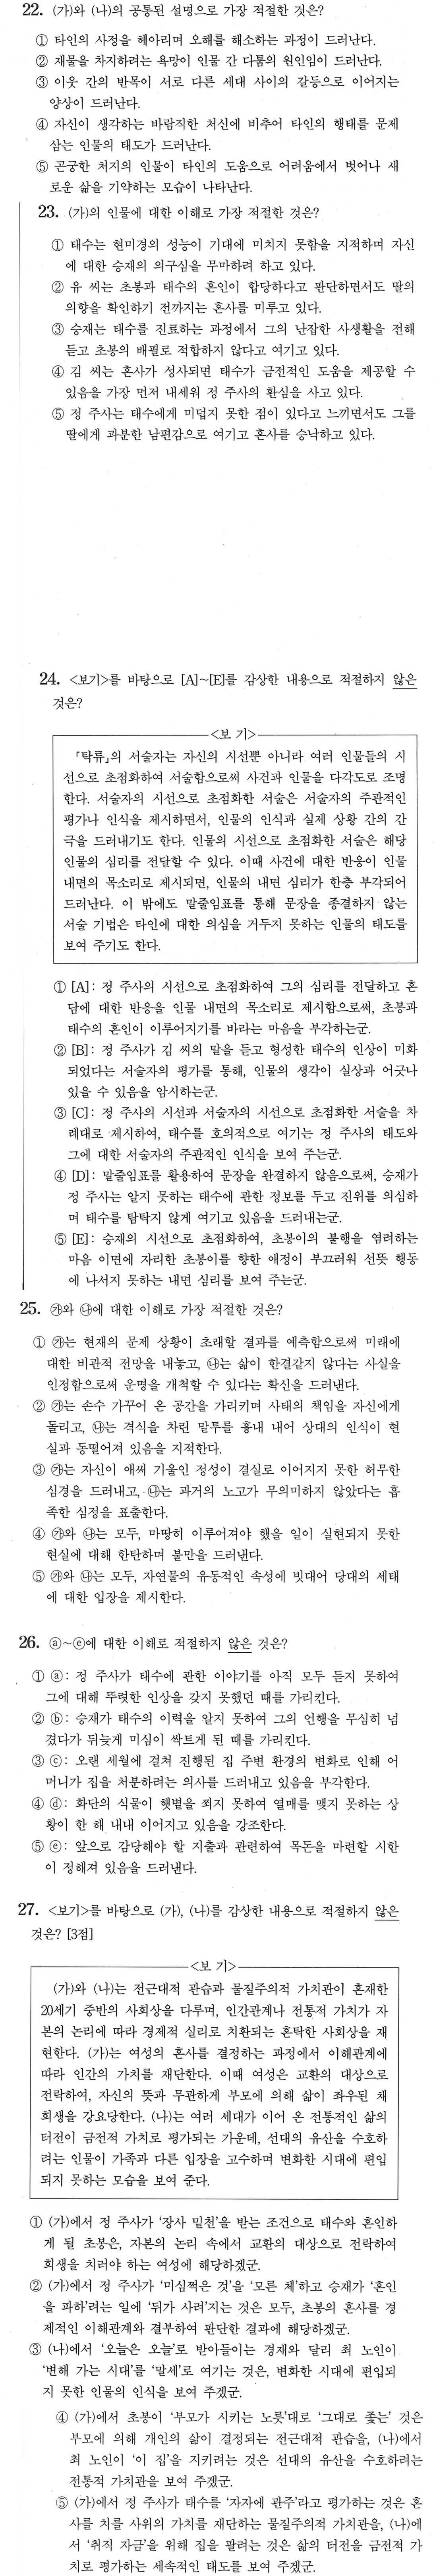 22. (가)와 (나)의 공통된 설명으로 가장 적절한 것은?
① 타인의 사정을 헤아리며 오해를 해소하는 과정이 드러난다.
② 재물을 차지하려는 욕망이 인물 간 다툼의 원인임이 드러난다.
③ 이웃 간의 반목이 서로 다른 세대 사이의 갈등으로 이어지는
양상이 드러난다.
④ 자신이 생각하는 바람직한 처신에 비추어 타인의 행태를 문제
삼는 인물의 태도가 드러난다.
⑤ 곤궁한 처지의 인물이 타인의 도움으로 어려움에서 벗어나 새
로운 삶을 기약하는 모습이 나타난다.
23. (가)의 인물에 대한 이해로 가장 적절한 것은?
① 태수는 현미경의 성능이 기대에 미치지 못함을 지적하며 자신
에 대한 승재의 의구심을 무마하려 하고 있다.
② 유 씨는 초봉과 태수의 혼인이 합당하다고 판단하면서도 딸의
의향을 확인하기 전까지는 혼사를 미루고 있다.
③ 승재는 태수를 진료하는 과정에서 그의 난잡한 사생활을 전해
듣고 초봉의 배필로 적합하지 않다고 여기고 있다.
④ 김 씨는 혼사가 성사되면 태수가 금전적인 도움을 제공할 수
있음을 가장 먼저 내세워 정 주사의 환심을 사고 있다.
⑤ 정 주사는 태수에게 미덥지 못한 점이 있다고 느끼면서도 그를
딸에게 과분한 남편감으로 여기고 혼사를 승낙하고 있다.
24. <보기>를 바탕으로 [A]~[E]를 감상한 내용으로 적절하지 않은
것은?
<보 기>
『탁류』의 서술자는 자신의 시선뿐 아니라 여러 인물들의 시
선으로 초점화하여 서술함으로써 사건과 인물을 다각도로 조명
한다. 서술자의 시선으로 초점화한 서술은 서술자의 주관적인
평가나 인식을 제시하면서, 인물의 인식과 실제 상황 간의 간
극을 드러내기도 한다. 인물의 시선으로 초점화한 서술은 해당
인물의 심리를 전달할 수 있다. 이때 사건에 대한 반응이 인물
내면의 목소리로 제시되면, 인물의 내면 심리가 한층 부각되어
드러난다. 이 밖에도 말줄임표를 통해 문장을 종결하지 않는
서술 기법은 타인에 대한 의심을 거두지 못하는 인물의 태도를
보여 주기도 한다.
① [A]: 정 주사의 시선으로 초점화하여 그의 심리를 전달하고 혼
담에 대한 반응을 인물 내면의 목소리로 제시함으로써, 초봉과
태수의 혼인이 이루어지기를 바라는 마음을 부각하는군.
② [B]: 정 주사가 김 씨의 말을 듣고 형성한 태수의 인상이 미화
되었다는 서술자의 평가를 통해, 인물의 생각이 실상과 어긋나
있을 수 있음을 암시하는군.
③ [C]: 정 주사의 시선과 서술자의 시선으로 초점화한 서술을 차
례대로 제시하여, 태수를 호의적으로 여기는 정 주사의 태도와
그에 대한 서술자의 주관적인 인식을 보여 주는군.
④ [D]: 말줄임표를 활용하여 문장을 완결하지 않음으로써, 승재가
정 주사는 알지 못하는 태수에 관한 정보를 두고 진위를 의심하
며 태수를 탐탁지 않게 여기고 있음을 드러내는군.
⑤ [E]: 승재의 시선으로 초점화하여, 초봉이의 불행을 염려하는
마음 이면에 자리한 초봉이를 향한 애정이 부끄러워 선뜻 행동
에 나서지 못하는 내면 심리를 보여 주는군.
25. ㉮와 ㉯에 대한 이해로 가장 적절한 것은?
① ㉮는 현재의 문제 상황이 초래할 결과를 예측함으로써 미래에
대한 비관적 전망을 내놓고, ㉯는 삶이 한결같지 않다는 사실을
인정함으로써 운명을 개척할 수 있다는 확신을 드러낸다.
② ㉮는 손수 가꾸어 온 공간을 가리키며 사태의 책임을 자신에게
돌리고, ㉯는 격식을 차린 말투를 흉내 내어 상대의 인식이 현
실과 동떨어져 있음을 지적한다.
③ ㉮는 자신이 애써 기울인 정성이 결실로 이어지지 못한 허무한
심경을 드러내고, ㉯는 과거의 노고가 무의미하지 않았다는 흡
족한 심정을 표출한다.
④ ㉮와 ㉯는 모두, 마땅히 이루어져야 했을 일이 실현되지 못한
현실에 대해 한탄하며 불만을 드러낸다.
⑤ ㉮와 ㉯는 모두, 자연물의 유동적인 속성에 빗대어 당대의 세태
에 대한 입장을 제시한다.
26. ⓐ~ⓔ에 대한 이해로 적절하지 않은 것은?
① ⓐ: 정 주사가 태수에 관한 이야기를 아직 모두 듣지 못하여
그에 대해 뚜렷한 인상을 갖지 못했던 때를 가리킨다.
② ⓑ: 승재가 태수의 이력을 알지 못하여 그의 언행을 무심히 넘
겼다가 뒤늦게 미심이 싹트게 된 때를 가리킨다.
③ ⓒ: 오랜 세월에 걸쳐 진행된 집 주변 환경의 변화로 인해 어
머니가 집을 처분하려는 의사를 드러내고 있음을 부각한다.
④ ⓓ: 화단의 식물이 햇볕을 쬐지 못하여 열매를 맺지 못하는 상
황이 한 해 내내 이어지고 있음을 강조한다.
⑤ ⓔ: 앞으로 감당해야 할 지출과 관련하여 목돈을 마련할 시한
이 정해져 있음을 드러낸다.
27. <보기>를 바탕으로 (가), (나)를 감상한 내용으로 적절하지 않은
것은? [3점]
<보 기>
(가)와 (나)는 전근대적 관습과 물질주의적 가치관이 혼재한
20세기 중반의 사회상을 다루며, 인간관계나 전통적 가치가 자
본의 논리에 따라 경제적 실리로 치환되는 혼탁한 사회상을 재
현한다. (가)는 여성의 혼사를 결정하는 과정에서 이해관계에
따라 인간의 가치를 재단한다. 이때 여성은 교환의 대상으로
전락하여, 자신의 뜻과 무관하게 부모에 의해 삶이 좌우된 채
희생을 강요당한다. (나)는 여러 세대가 이어 온 전통적인 삶의
터전이 금전적 가치로 평가되는 가운데, 선대의 유산을 수호하
려는 인물이 가족과 다른 입장을 고수하며 변화한 시대에 편입
되지 못하는 모습을 보여 준다.
① (가)에서 정 주사가 '장사 밑천'을 받는 조건으로 태수와 혼인하
게 될 초봉은, 자본의 논리 속에서 교환의 대상으로 전락하여
희생을 치러야 하는 여성에 해당하겠군.
② (가)에서 정 주사가 '미심쩍은 것'을 '모른 체'하고 승재가 '혼인
을 파하'려는 일에 '뒤가 사려'지는 것은 모두, 초봉의 혼사를 경
제적인 이해관계와 결부하여 판단한 결과에 해당하겠군.
③ (나)에서 '오늘은 오늘'로 받아들이는 경재와 달리 최 노인이
'변해 가는 시대'를 '말세'로 여기는 것은, 변화한 시대에 편입되
지 못한 인물의 인식을 보여 주겠군.
④ (가)에서 초봉이 '부모가 시키는 노릇'대로 '그대로 좇는' 것은
부모에 의해 개인의 삶이 결정되는 전근대적 관습을, (나)에서
최 노인이 '이 집'을 지키려는 것은 선대의 유산을 수호하려는
전통적 가치관을 보여 주겠군.
⑤ (가)에서 정 주사가 태수를 '자자에 관주'라고 평가하는 것은 혼
사를 치를 사위의 가치를 재단하는 물질주의적 가치관을, (나)에
서 '취직 자금'을 위해 집을 팔려는 것은 삶의 터전을 금전적 가
치로 평가하는 세속적인 태도를 보여 주겠군.